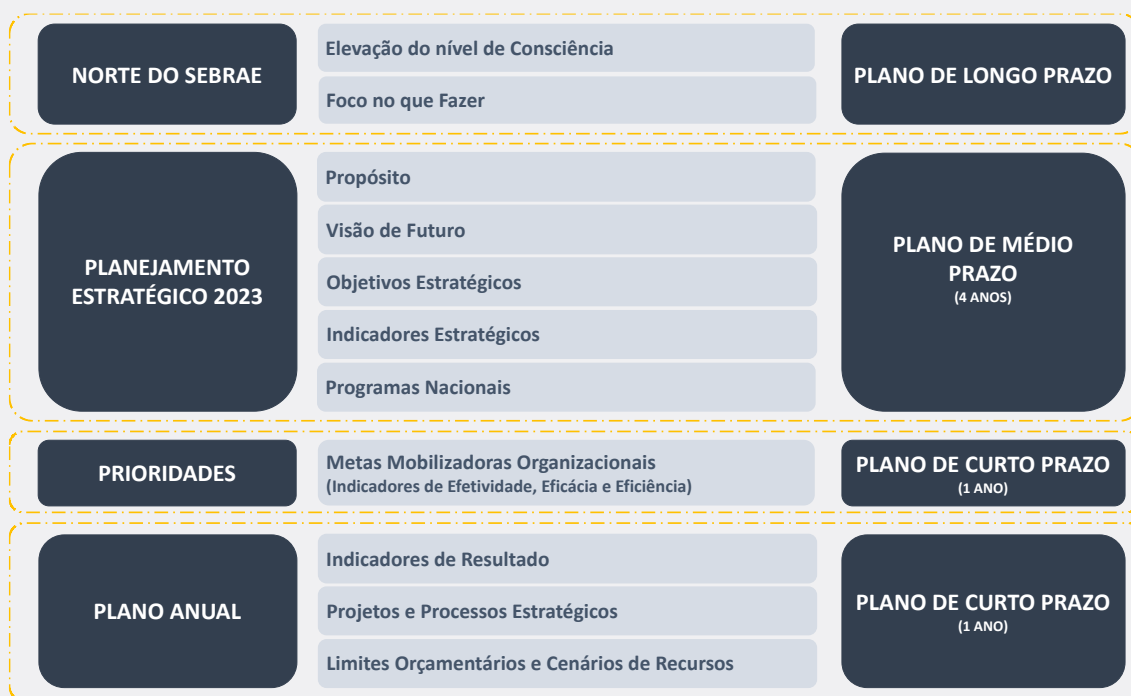 NORTE DO SEBRAE
Elevação do nível de Consciência
Foco no que Fazer
PLANO DE LONGO PRAZO
PLANEJAMENTO
ESTRATÉGICO 2023
Propósito
Visão de Futuro
Objetivos Estratégicos
Indicadores Estratégicos
Programas Nacionais
PLANO DE MÉDIO
PRAZO
(4 ANOS)
PRIORIDADES
Metas Mobilizadoras Organizacionais
(Indicadores de Efetividade, Eficácia e Eficiência)
PLANO DE CURTO PRAZO
(1 ANO)
PLANO ANUAL
Indicadores de Resultado
Projetos e Processos Estratégicos
Limites Orçamentários e Cenários de Recursos
PLANO DE CURTO PRAZO
(1 ANO)